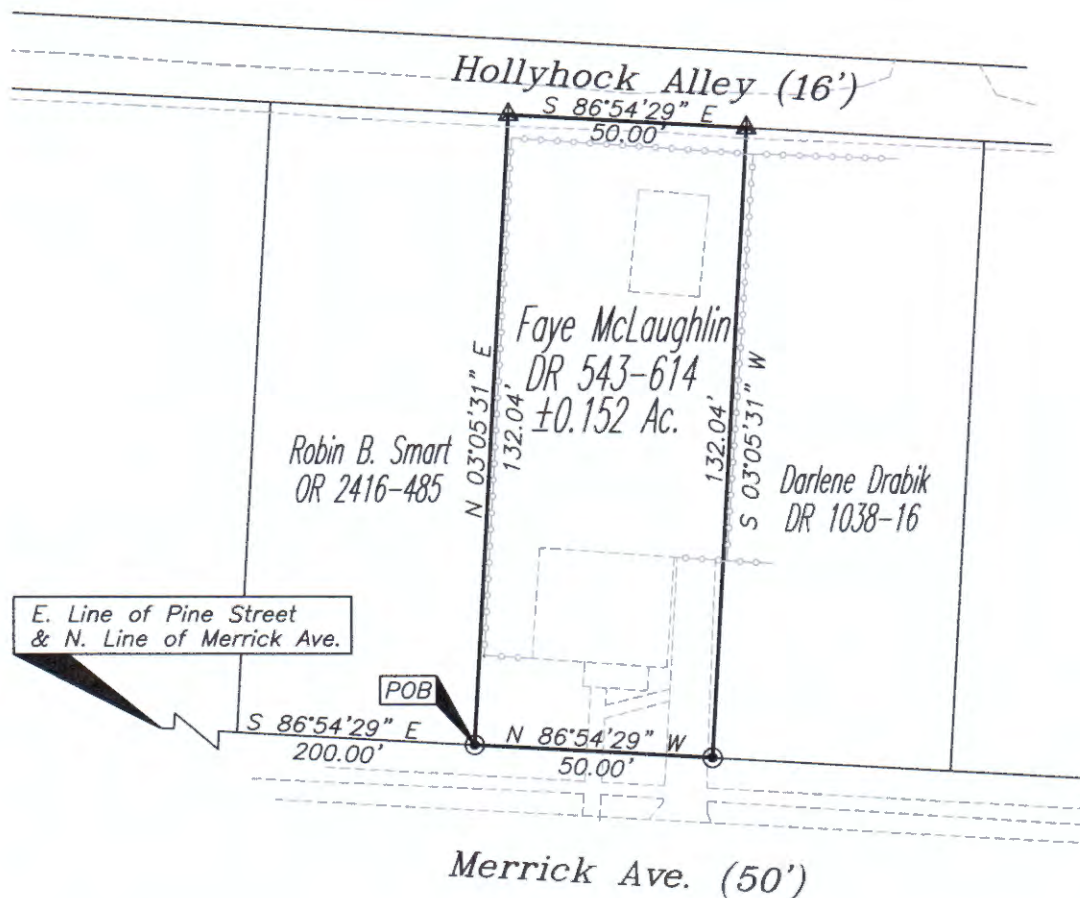 Hollyhock Alley (16')
S 86°54'29" E
50.00'
Faye McLaughlin
DR 543-614
±0.152 Ac.
N 03°05'31" E
132.04'
132.04'
S 03°05'31" W
Robin B. Smart
OR 2416-485
Darlene Drabik
DR 1038-16
E. Line of Pine Street
& N. Line of Merrick Ave.
POB
S 86°54'29" E
200.00'
N 86°54'29" W
50.00'
Merrick Ave. (50')